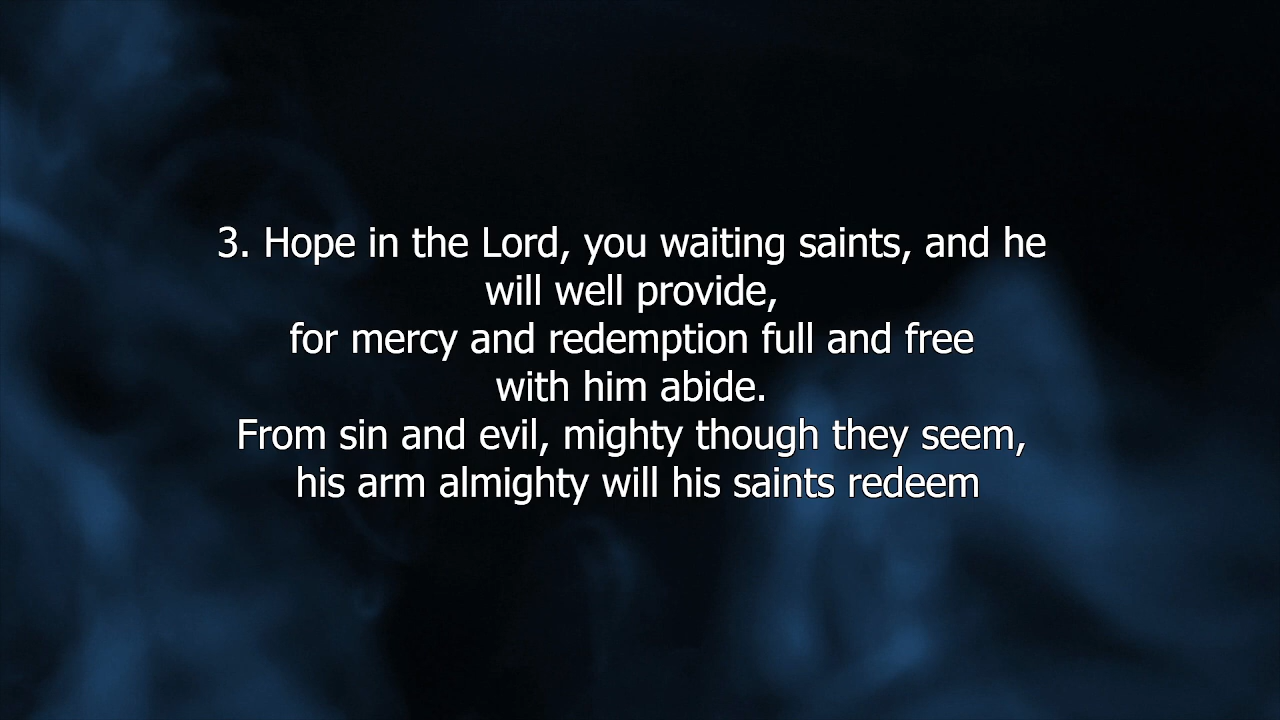 3. Hope in the Lord, you waiting saints, and he
will well provide,
for mercy and redemption full and free
with him abide.
From sin and evil, mighty though they seem,
his arm almighty will his saints redeem